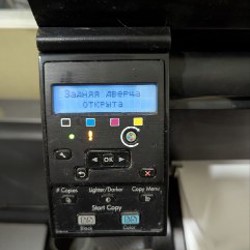 Задняя дверца
открыта
OK
# Copies Lighter/Darker Copy Menu
Start Copy
Black Color